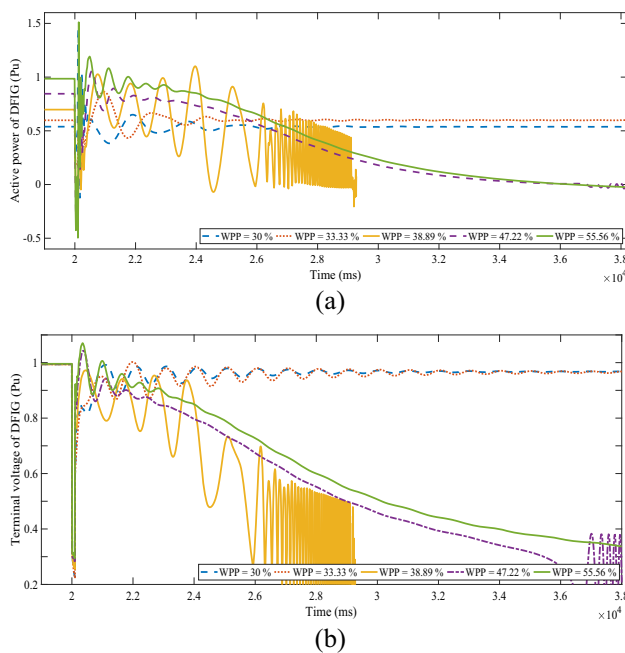 1.5
1
0.5
0
-0.5
Active power of DFIG (Pu)
WPP = 30 % WPP = 33.33 % WPP = 38.89 % WPP = 47.22 % WPP = 55.56 %
2 2.2 2.4 2.6 2.8 3 3.2 3.4 3.6 3.8
Time (ms)
×10⁴
(a)
1
0.8
0.6
0.4
0.2
Terminal voltage of DFIG (Pu)
WPP = 30 % WPP = 33.33 % WPP = 38.89 % WPP = 47.22 % WPP = 55.56 %
2 2.2 2.4 2.6 2.8 3 3.2 3.4 3.6 3.8
Time (ms)
×10⁴
(b)